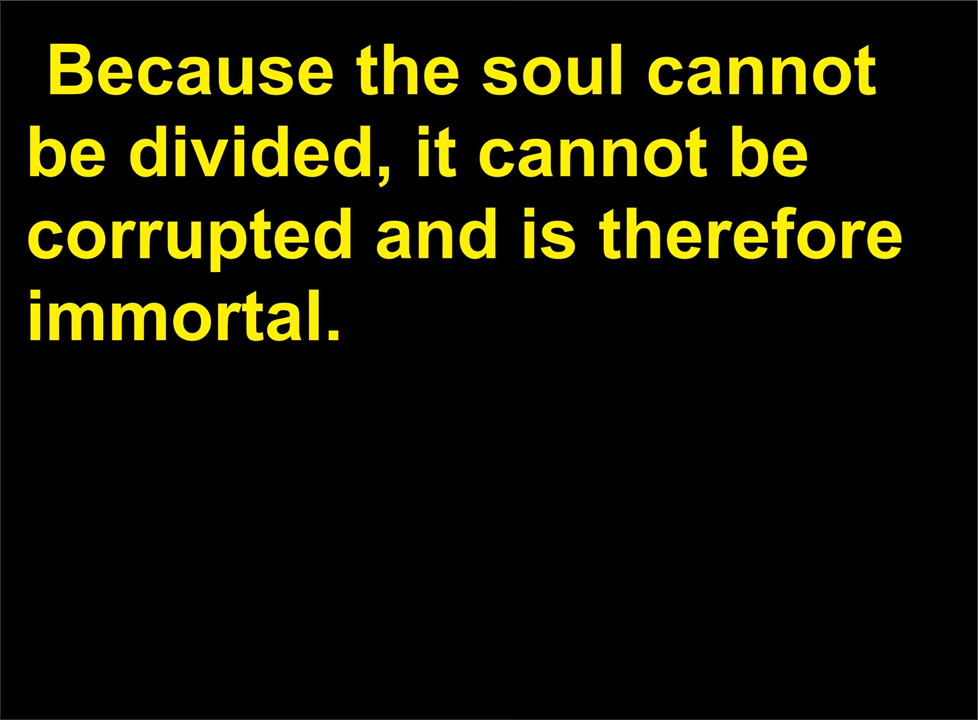 Because the soul cannot
be divided, it cannot be
corrupted and is therefore
immortal.